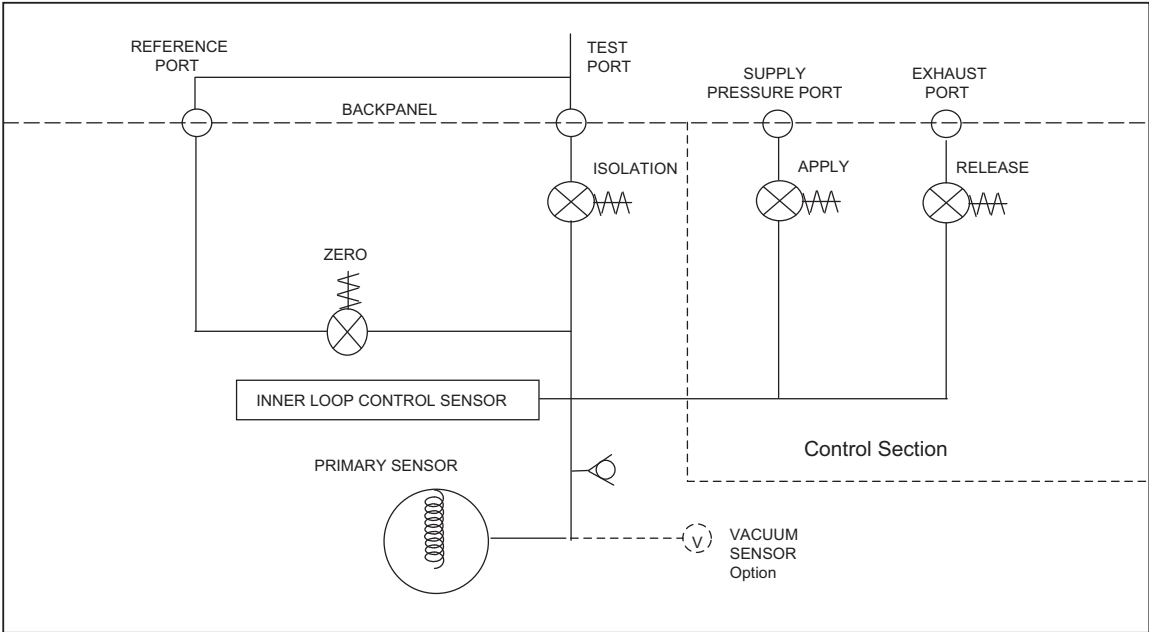 REFERENCE
PORT
TEST
PORT
SUPPLY
PRESSURE PORT
EXHAUST
PORT
BACKPANEL
ISOLATION
APPLY
RELEASE
ZERO
INNER LOOP CONTROL SENSOR
Control Section
PRIMARY SENSOR
V
VACUUM
SENSOR
Option